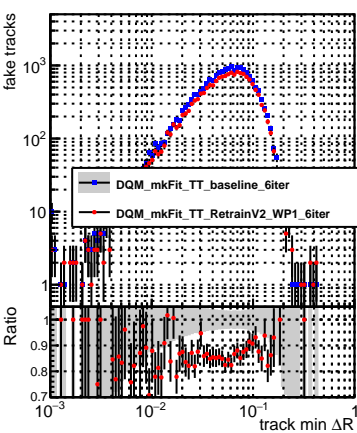 fake tracks
10³
10²
10
1
DQM_mkFit_TT_baseline_6iter
DQM_mkFit_TT_RetrainV2_WP1_6iter
Ratio
1
0.9
0.8
0.7
10⁻³ 10⁻² 10⁻¹ 1
track min ΔR